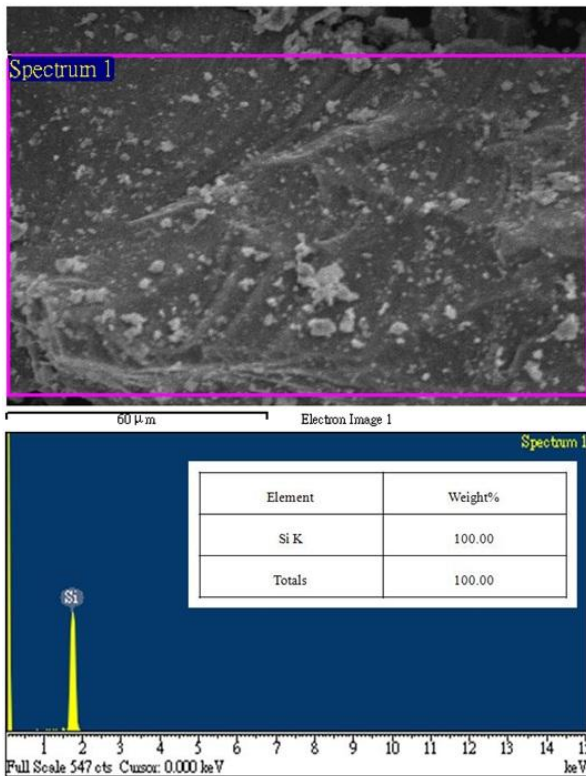 Spectrum 1
60μm Electron Image 1
Spectrum 1
Element Weight%
Si K 100.00
Totals 100.00
Si
1 2 3 4 5 6 7 8 9 10 11 12 13 14 15
Full Scale 547 cts Cursor: 0.000 keV keV